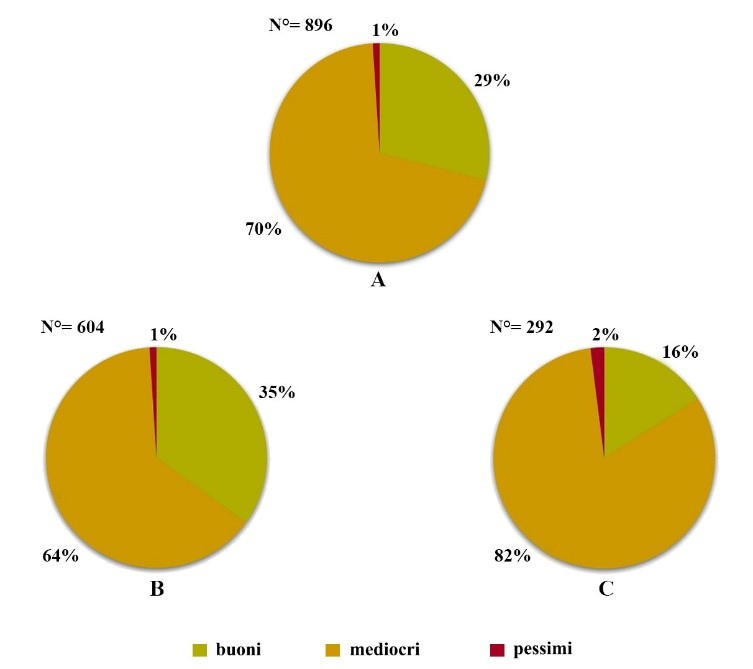 N°= 896
1%
29%
70%
A
N°= 604
1%
35%
64%
B
N°= 292
2%
16%
82%
C
buoni mediocri pessimi